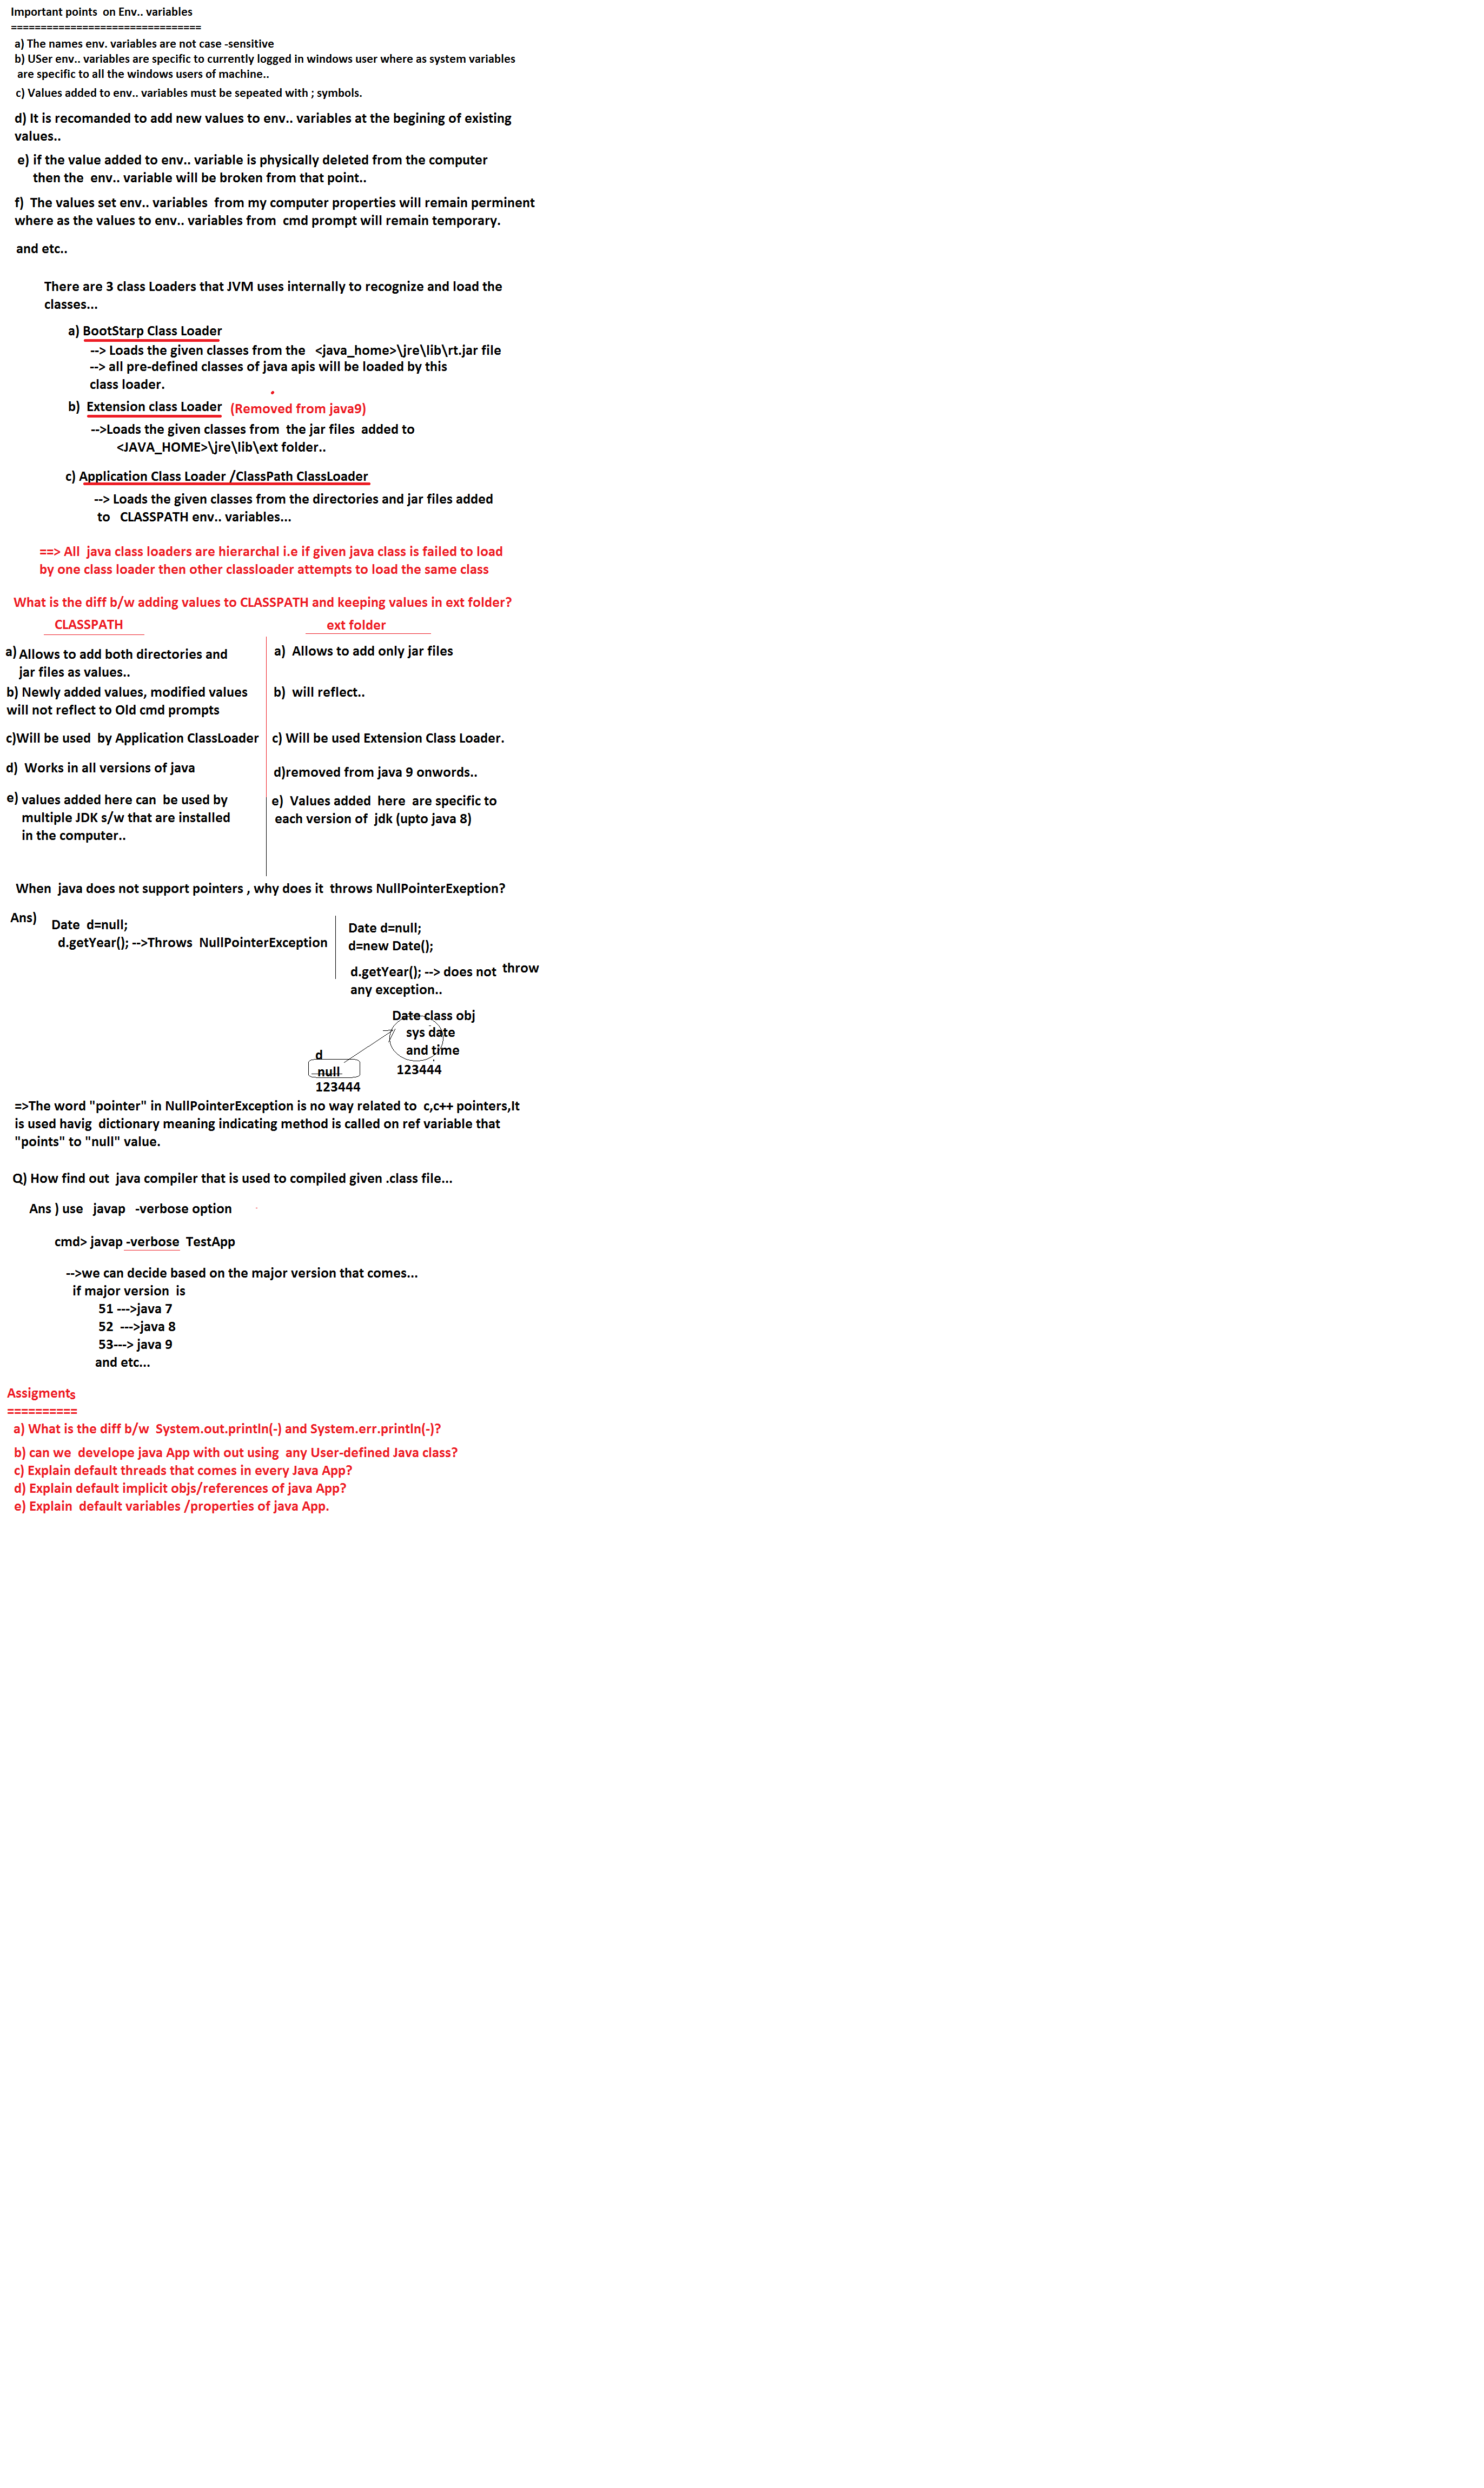 Important points on Env.. variables
================================
a) The names env. variables are not case -sensitive
b) USer env.. variables are specific to currently logged in windows user where as system variables
are specific to all the windows users of machine..
c) Values added to env.. variables must be sepeated with ; symbols.
d) It is recomanded to add new values to env.. variables at the begining of existing
values..
e) if the value added to env.. variable is physically deleted from the computer
then the env.. variable will be broken from that point..
f) The values set env.. variables from my computer properties will remain perminent
where as the values to env.. variables from cmd prompt will remain temporary.
and etc..
There are 3 class Loaders that JVM uses internally to recognize and load the
classes...
a) BootStarp Class Loader
--> Loads the given classes from the <java_home>\jre\lib\rt.jar file
--> all pre-defined classes of java apis will be loaded by this
class loader.
b) Extension class Loader (Removed from java9)
-->Loads the given classes from the jar files added to
<JAVA_HOME>\jre\lib\ext folder..
c) Application Class Loader /ClassPath ClassLoader
--> Loads the given classes from the directories and jar files added
to CLASSPATH env.. variables...
==> All java class loaders are hierarchal i.e if given java class is failed to load
by one class loader then other classloader attempts to load the same class
What is the diff b/w adding values to CLASSPATH and keeping values in ext folder?
CLASSPATH
a) Allows to add both directories and
jar files as values..
b) Newly added values, modified values
will not reflect to Old cmd prompts
c)Will be used by Application ClassLoader
d) Works in all versions of java
e) values added here can be used by
multiple JDK s/w that are installed
in the computer..
ext folder
a) Allows to add only jar files
b) will reflect..
c) Will be used Extension Class Loader.
d)removed from java 9 onwords..
e) Values added here are specific to
each version of jdk (upto java 8)
When java does not support pointers , why does it throws NullPointerExeption?
Ans)
Date d=null;
d.getYear(); -->Throws NullPointerException
Date d=null;
d=new Date();
d.getYear(); --> does not throw
any exception..
Date class obj
sys date
and time
123444
d
null
123444
=>The word "pointer" in NullPointerException is no way related to c,c++ pointers,It
is used havig dictionary meaning indicating method is called on ref variable that
"points" to "null" value.
Q) How find out java compiler that is used to compiled given .class file...
Ans ) use javap -verbose option
cmd> javap -verbose TestApp
-->we can decide based on the major version that comes...
if major version is
51 --->java 7
52 --->java 8
53---> java 9
and etc...
Assigments
==========
a) What is the diff b/w System.out.println(-) and System.err.println(-)?
b) can we develope java App with out using any User-defined Java class?
c) Explain default threads that comes in every Java App?
d) Explain default implicit objs/references of java App?
e) Explain default variables /properties of java App.